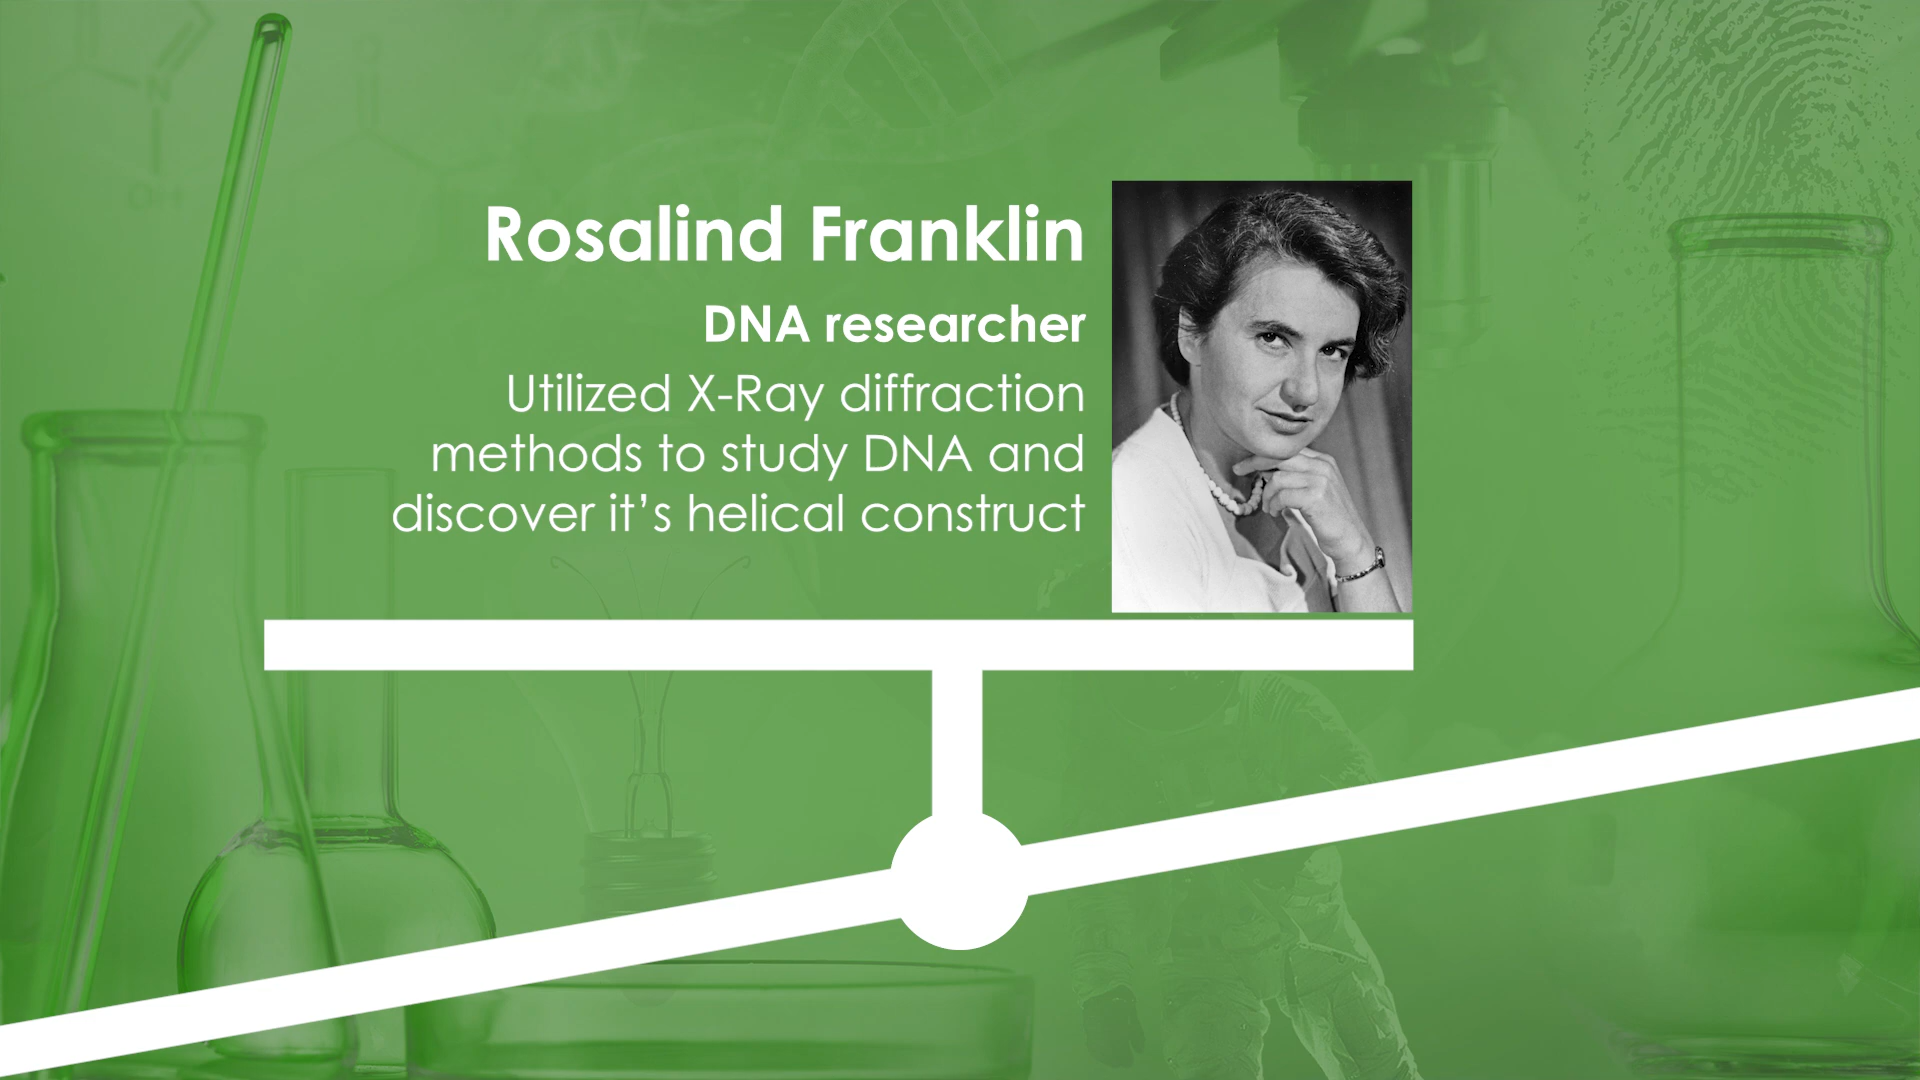 Rosalind Franklin
DNA researcher
Utilized X-Ray diffraction
methods to study DNA and
discover it’s helical construct